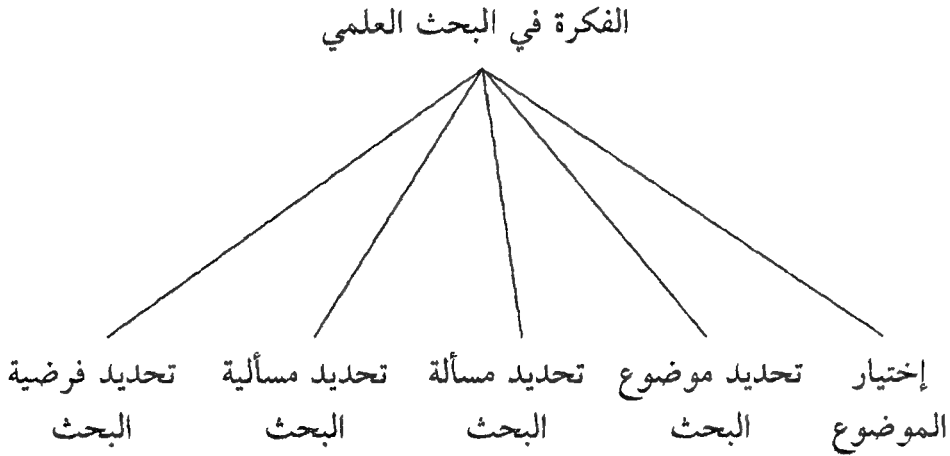 الفكرة في البحث العلمي
إختيار الموضوع
تحديد موضوع البحث
تحديد مسألة البحث
تحديد مسألية البحث
تحديد فرضية البحث